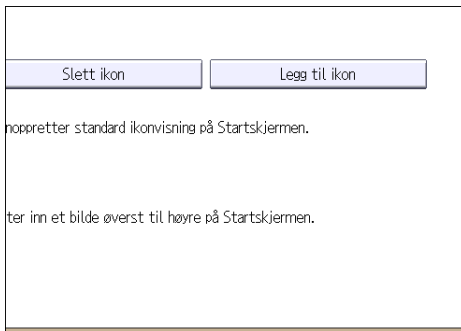 Slett ikon Legg til ikon
noppretter standard ikonvisning på Startskjermen.
ter inn et bilde øverst til høyre på Startskjermen.